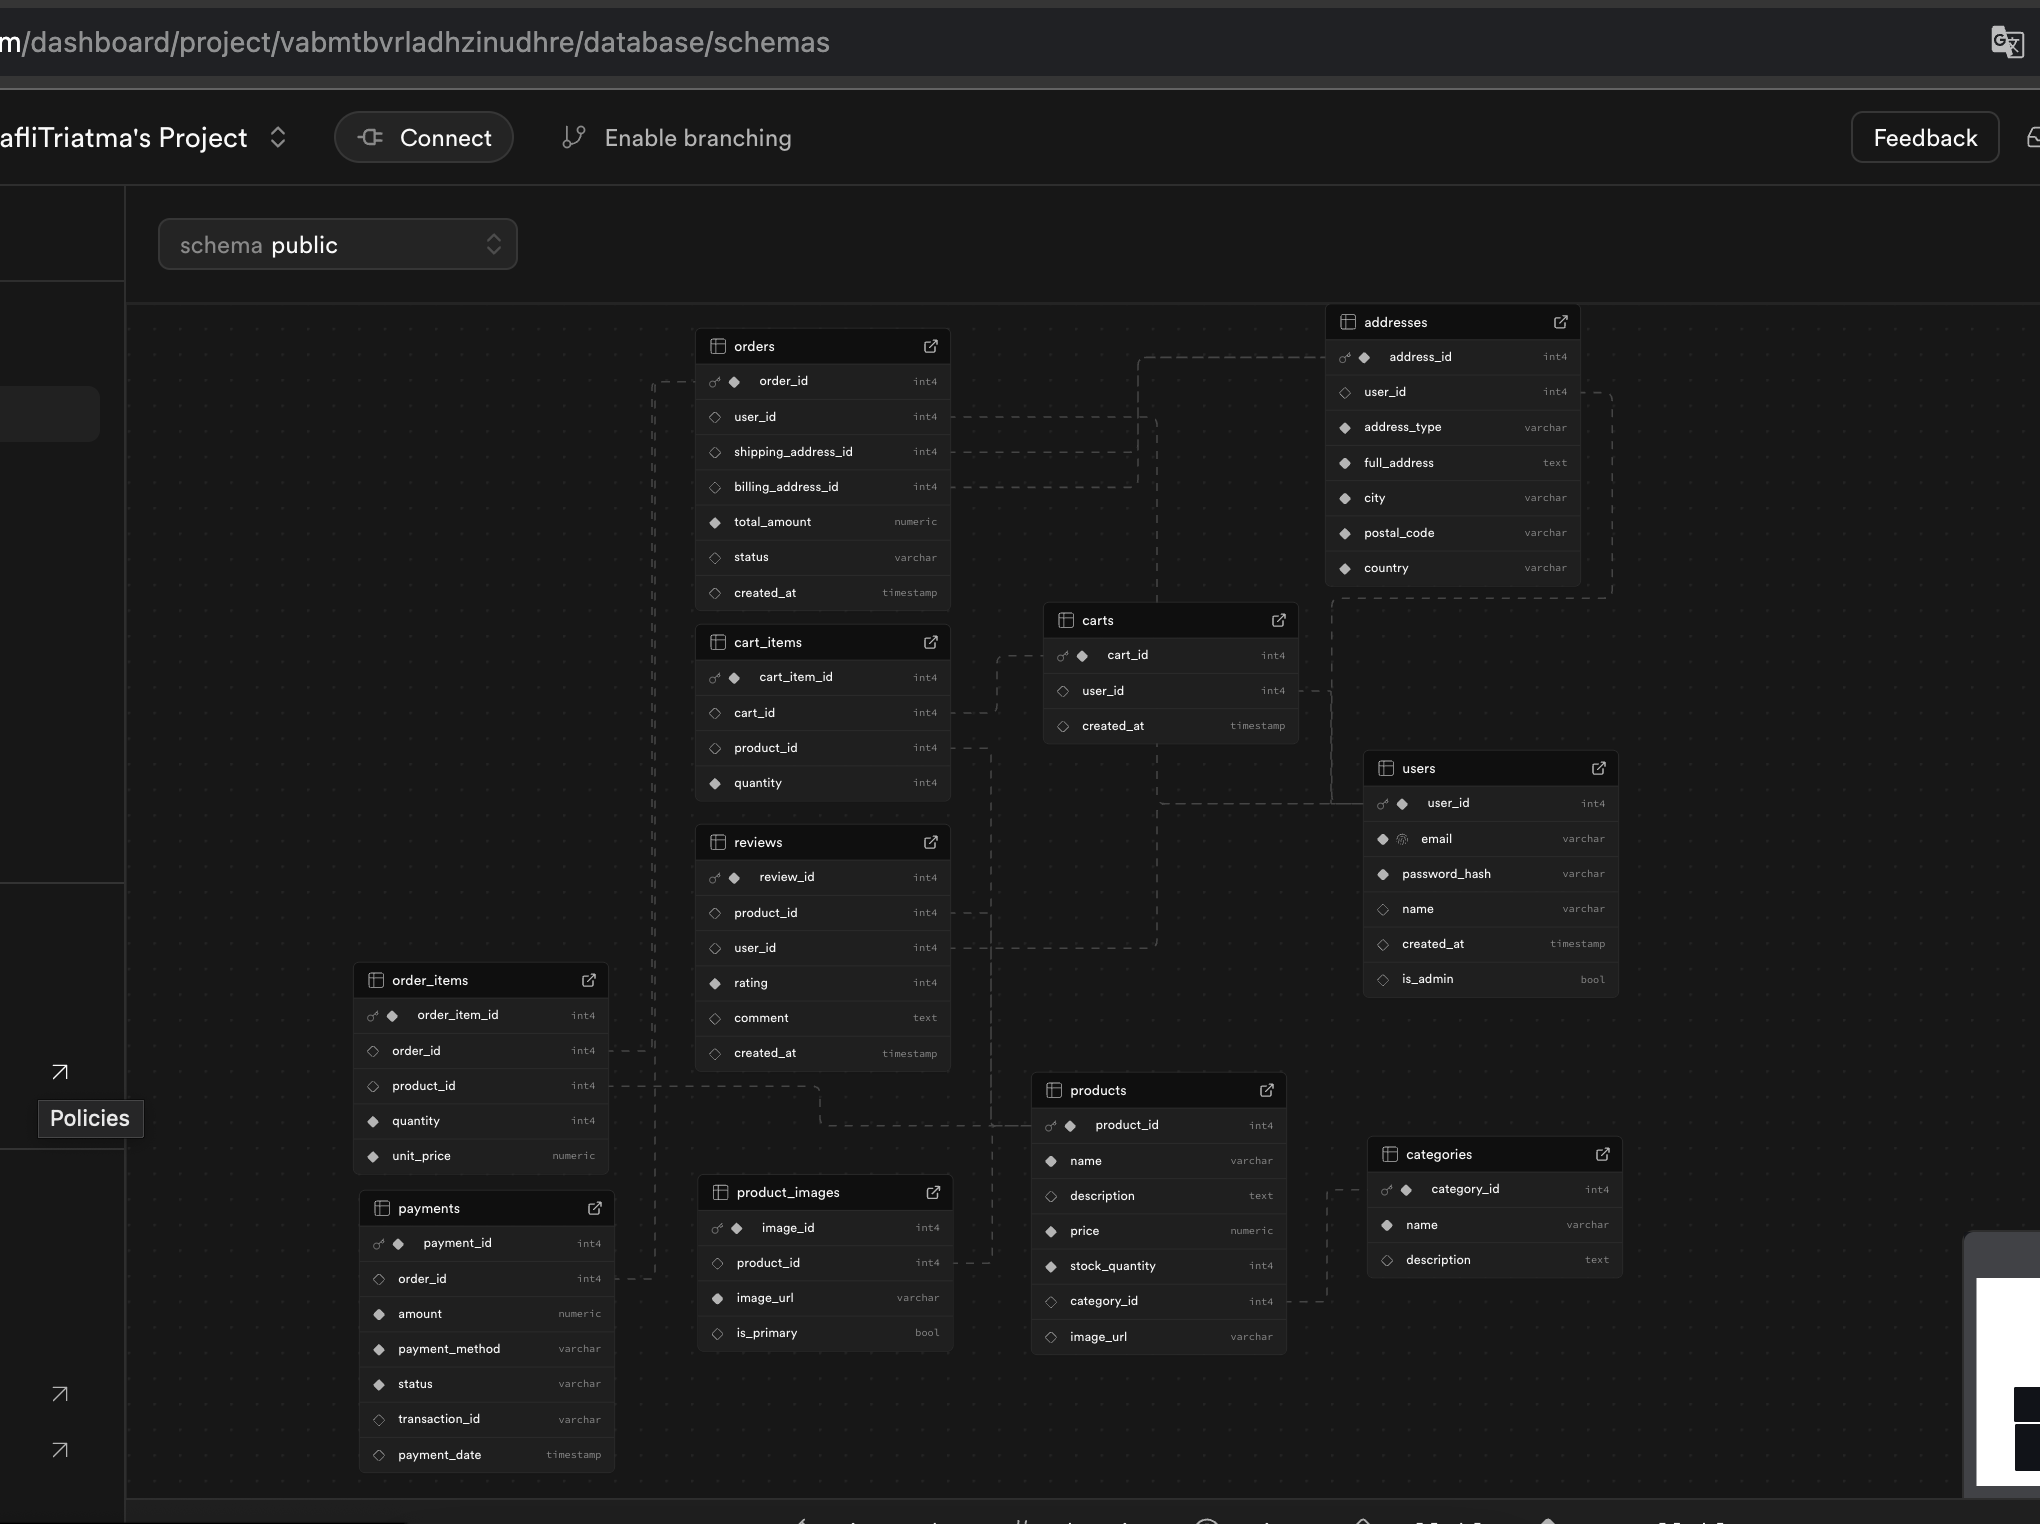 m/dashboard/project/vabmtbvrladhzinudhre/database/schemas
afliTriatma's Project
Connect
Enable branching
Feedback
schema public
orders
order_id int4
user_id int4
shipping_address_id int4
billing_address_id int4
total_amount numeric
status varchar
created_at timestamp
addresses
address_id int4
user_id int4
address_type varchar
full_address text
city varchar
postal_code varchar
country varchar
cart_items
cart_item_id int4
cart_id int4
product_id int4
quantity int4
carts
cart_id int4
user_id int4
created_at timestamp
users
user_id int4
email varchar
password_hash varchar
name varchar
created_at timestamp
is_admin bool
reviews
review_id int4
product_id int4
user_id int4
rating int4
comment text
created_at timestamp
order_items
order_item_id int4
order_id int4
product_id int4
quantity int4
unit_price numeric
Policies
products
product_id int4
name varchar
description text
price numeric
stock_quantity int4
category_id int4
image_url varchar
categories
category_id int4
name varchar
description text
product_images
image_id int4
product_id int4
image_url varchar
is_primary bool
payments
payment_id int4
order_id int4
amount numeric
payment_method varchar
status varchar
transaction_id varchar
payment_date timestamp